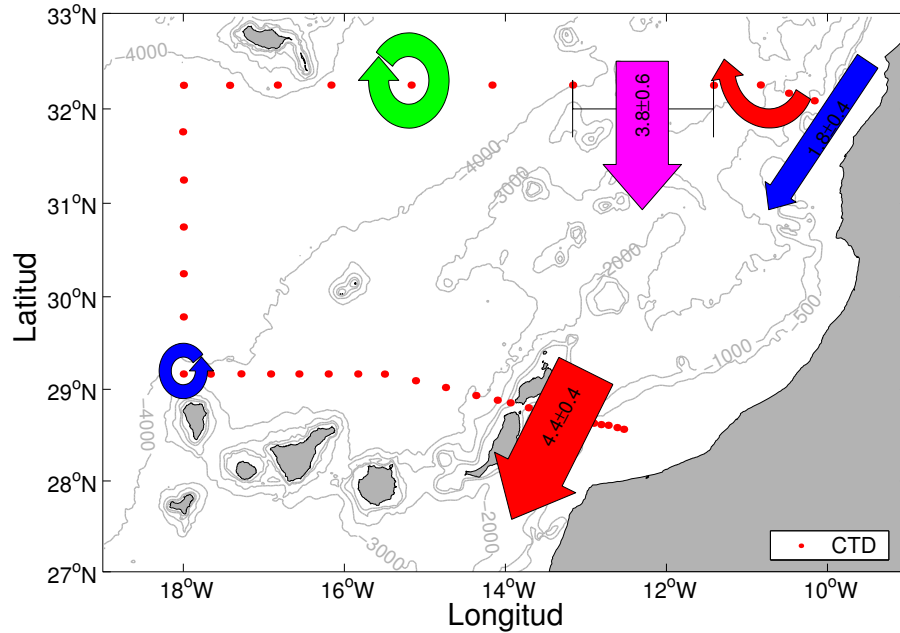 33°N
32°N
31°N
30°N
29°N
28°N
27°N
Latitud
18°W
16°W
14°W
12°W
10°W
Longitud
−4000
−4000
−3000
−2000
−500
−1000
−4000
−3000
−2000
3.8±0.6
1.8±0.4
4.4±0.4
CTD